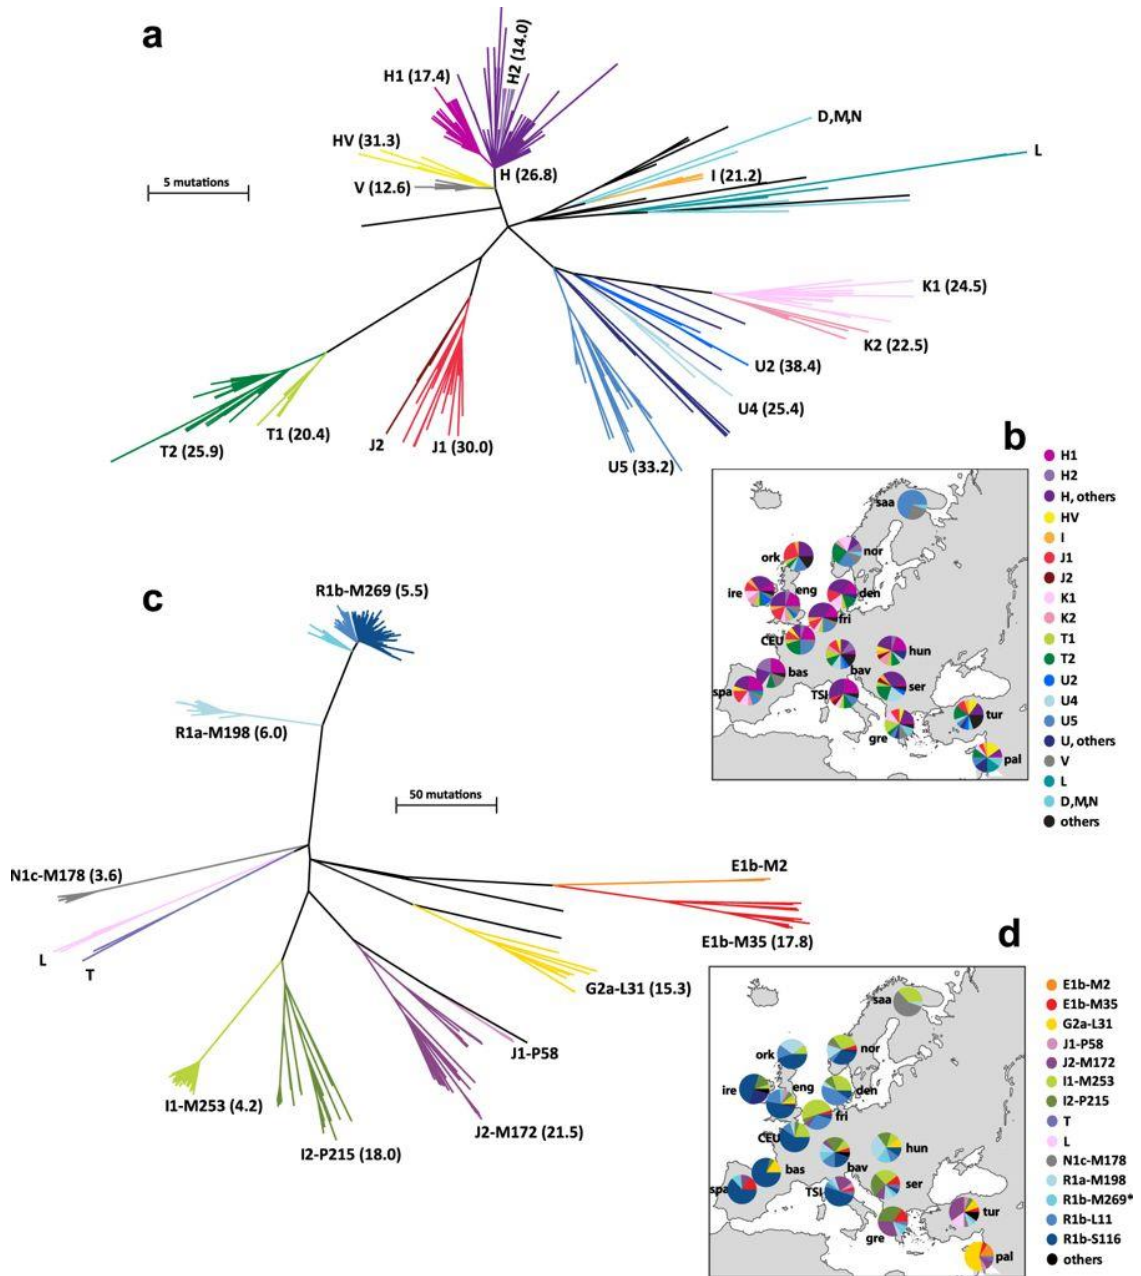 a
H2 (14.0)
H1 (17.4)
D,M,N
HV (31.3)
L
5 mutations
H (26.8)
I (21.2)
V (12.6)
K1 (24.5)
K2 (22.5)
U2 (38.4)
U4 (25.4)
T1 (20.4)
T2 (25.9)
J2
J1 (30.0)
U5 (33.2)
b
saa
ork
nor
ire
eng
den
fri
CEU
hun
bas
bav
spa
TSI
ser
tur
gre
pal
H1
H2
H, others
HV
I
J1
J2
K1
K2
T1
T2
U2
U4
U5
U, others
V
L
D,M,N
others
c
R1b-M269 (5.5)
R1a-M198 (6.0)
50 mutations
N1c-M178 (3.6)
E1b-M2
E1b-M35 (17.8)
L
T
G2a-L31 (15.3)
J1-P58
I1-M253 (4.2)
J2-M172 (21.5)
I2-P215 (18.0)
d
saa
ork
nor
ire
eng
den
fri
CEU
hun
bas
bav
spa
TSI
ser
tur
gre
pal
E1b-M2
E1b-M35
G2a-L31
J1-P58
J2-M172
I1-M253
I2-P215
T
L
N1c-M178
R1a-M198
R1b-M269*
R1b-L11
R1b-S116
others